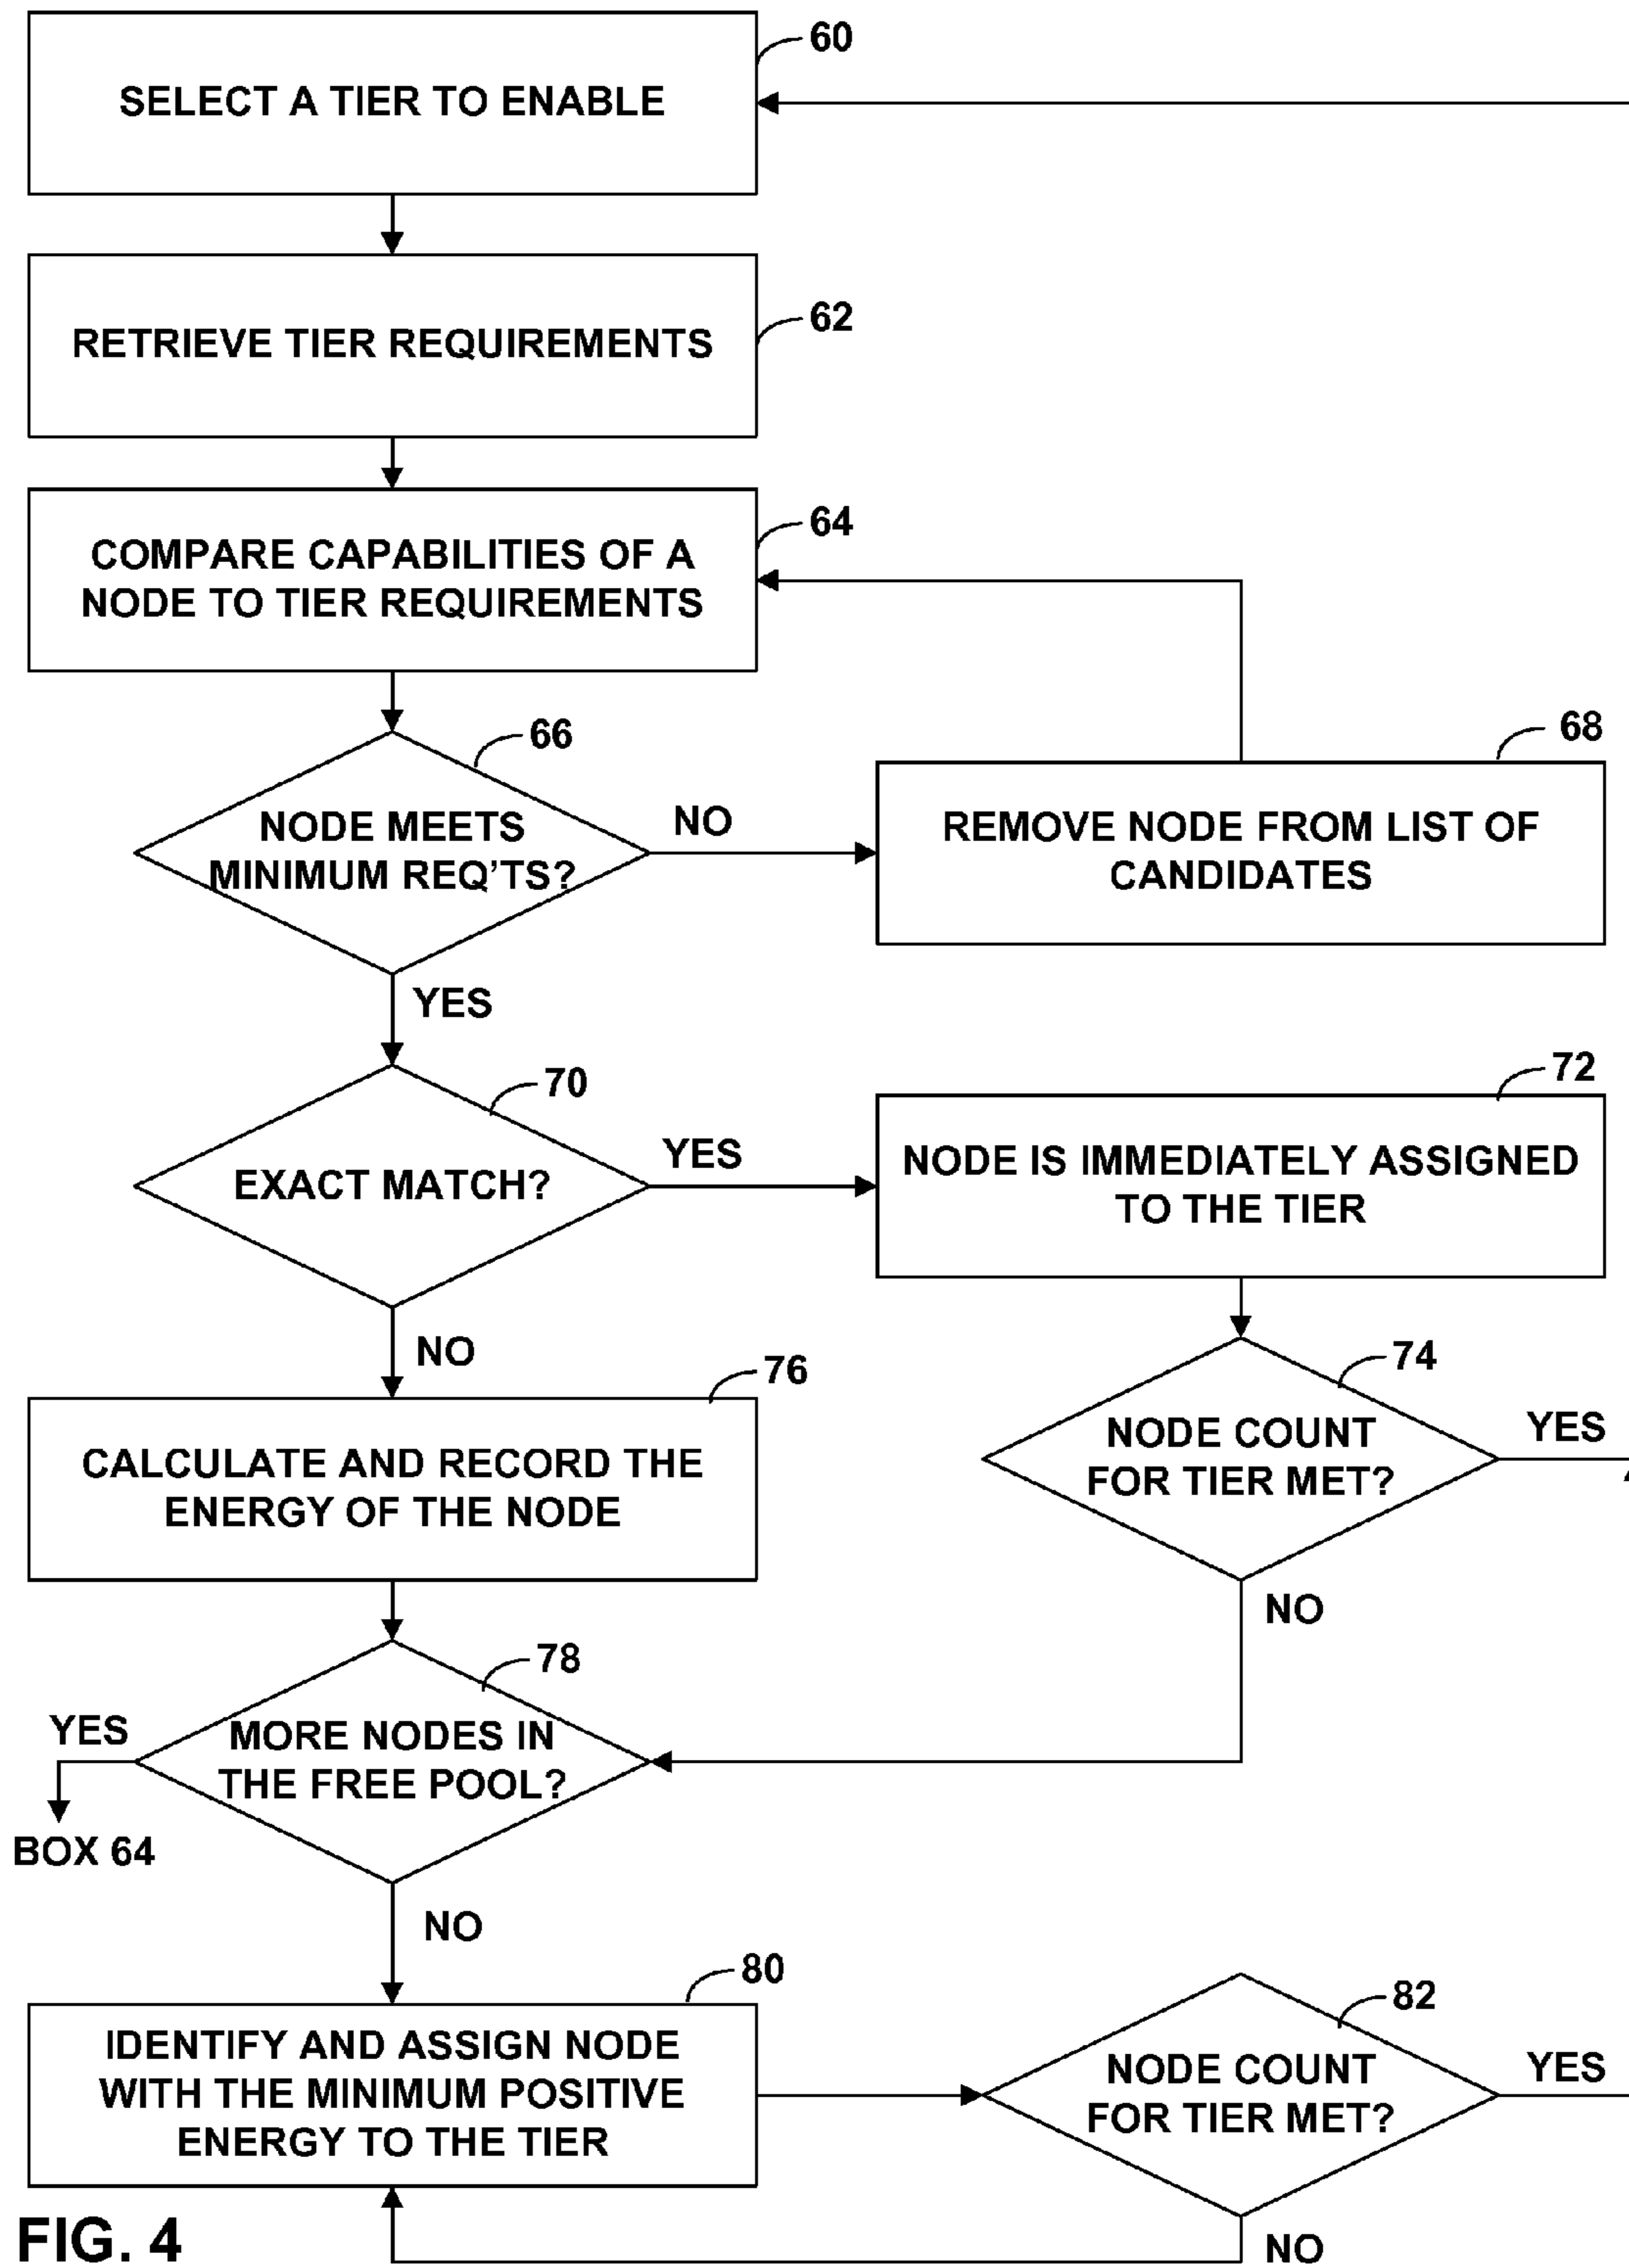 60
SELECT A TIER TO ENABLE
62
RETRIEVE TIER REQUIREMENTS
64
COMPARE CAPABILITIES OF A
NODE TO TIER REQUIREMENTS
66
NODE MEETS
MINIMUM REQ'TS?
NO
68
REMOVE NODE FROM LIST OF
CANDIDATES
YES
70
EXACT MATCH?
YES
72
NODE IS IMMEDIATELY ASSIGNED
TO THE TIER
NO
74
NODE COUNT
FOR TIER MET?
YES
NO
76
CALCULATE AND RECORD THE
ENERGY OF THE NODE
78
MORE NODES IN
THE FREE POOL?
YES
BOX 64
NO
80
IDENTIFY AND ASSIGN NODE
WITH THE MINIMUM POSITIVE
ENERGY TO THE TIER
82
NODE COUNT
FOR TIER MET?
YES
NO
FIG. 4